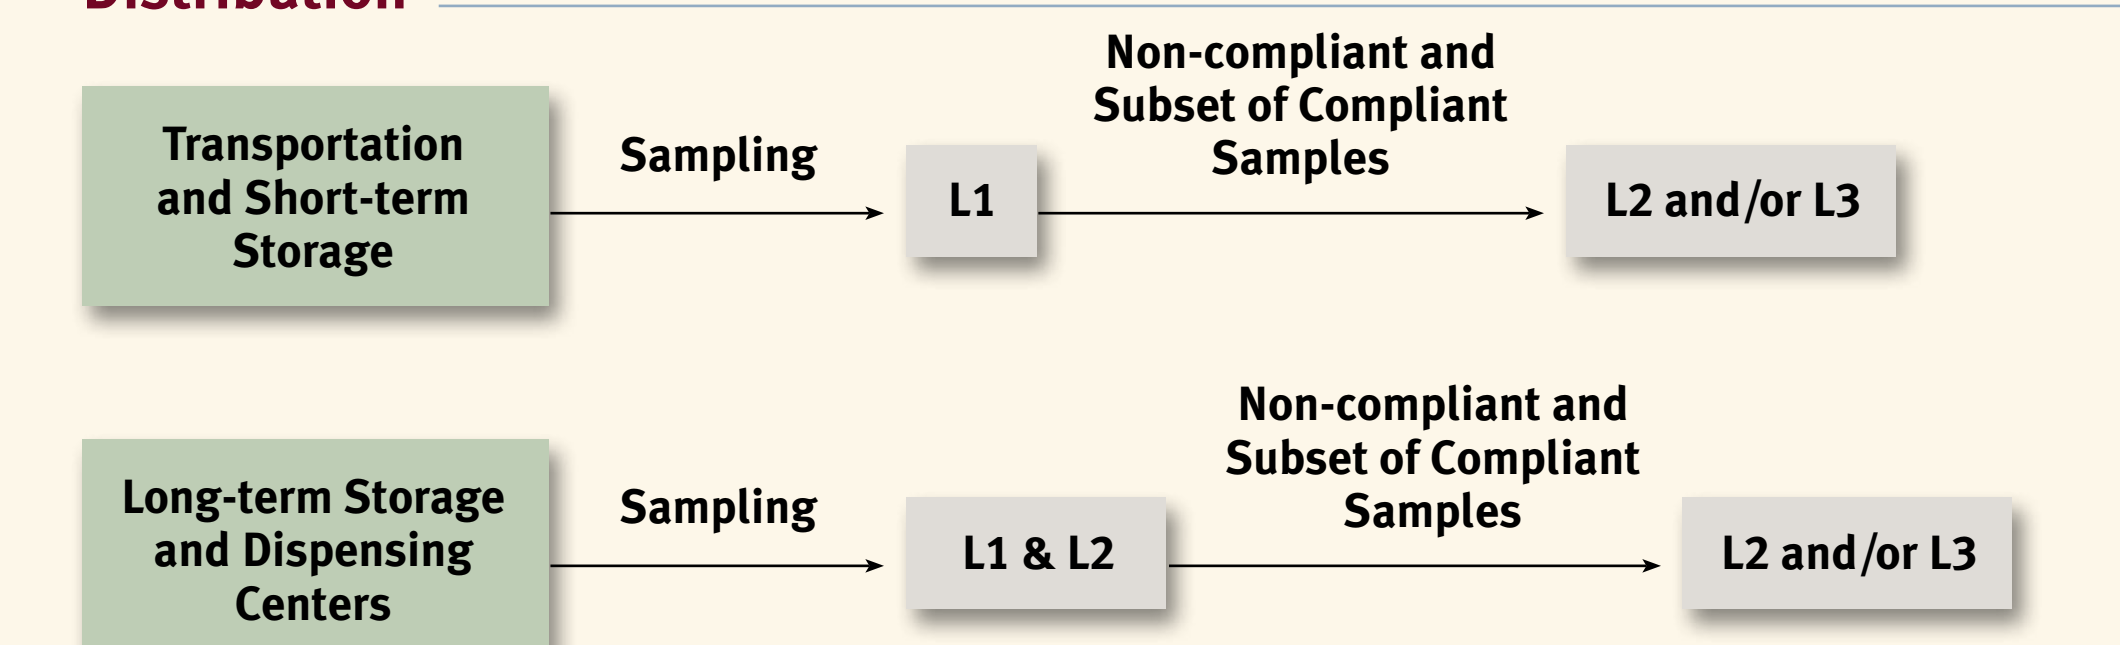 Distribution
Non-compliant and
Subset of Compliant
Samples
Transportation
and Short-term
Storage
Sampling
L1
L2 and/or L3
Non-compliant and
Subset of Compliant
Samples
Long-term Storage
and Dispensing
Centers
Sampling
L1 & L2
L2 and/or L3